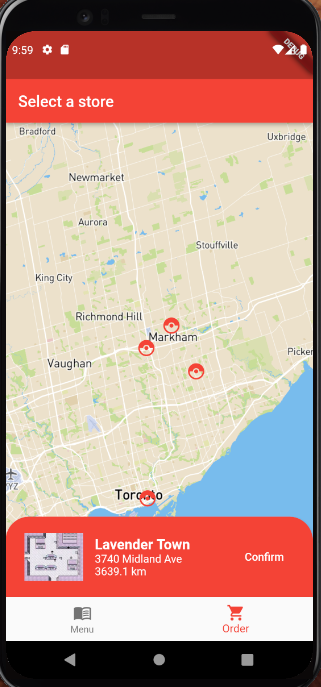 9:59
DEBUG
Select a store
Bradford
Uxbridge
Newmarket
Aurora
Stouffville
King City
Richmond Hill
Markham
Vaughan
Picker
YYZ
Toronto
Lavender Town
3740 Midland Ave
3639.1 km
Confirm
Menu
Order